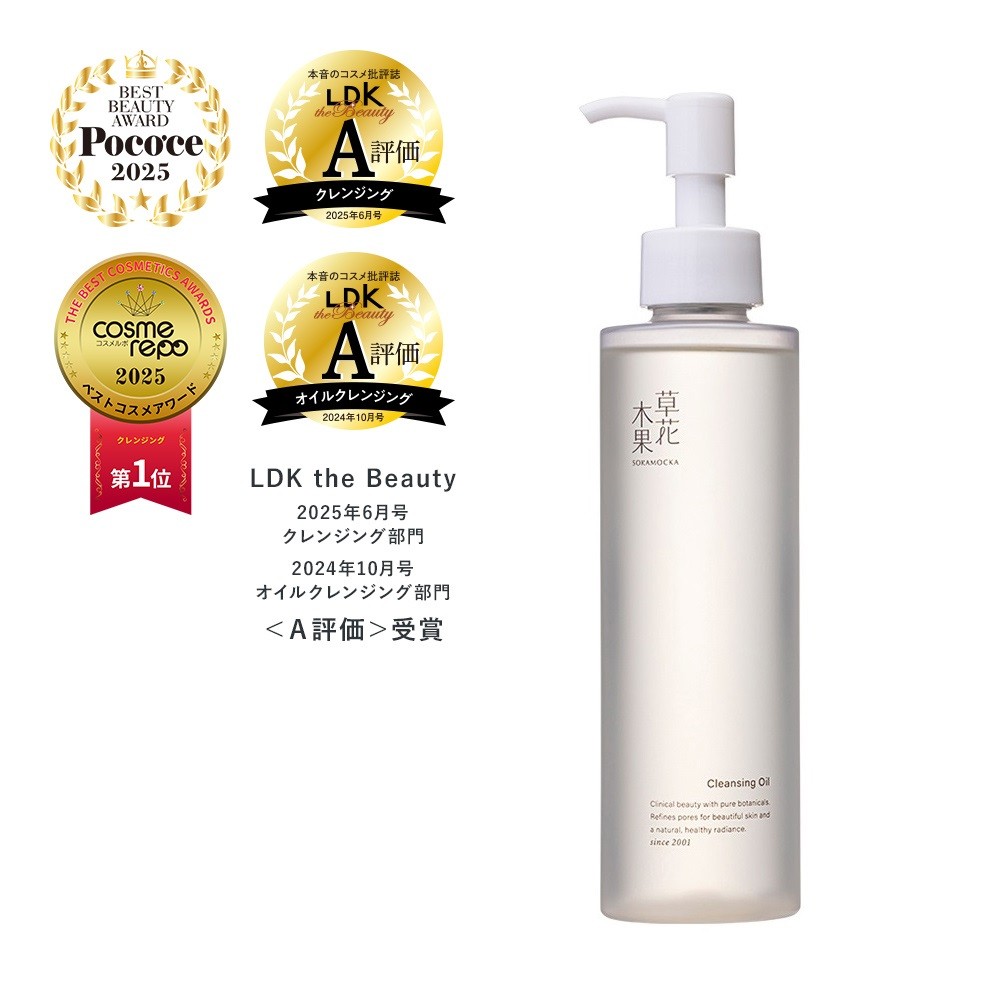 BEST
BEAUTY
AWARD
Pococe
2025
本音のコスメ批評誌
LDK
the Beauty
A評価
クレンジング
2025年6月号
THE BEST COSMETICS AWARDS
cosme
コスメルポ
repo
2025
ベストコスメアワード
クレンジング
第1位
本音のコスメ批評誌
LDK
the Beauty
A評価
オイルクレンジング
2024年10月号
LDK the Beauty
2025年6月号
クレンジング部門
2024年10月号
オイルクレンジング部門
＜A評価＞受賞
草花
木果
SOKAMOCKA
Cleansing Oil
Clinical beauty with pure botanicals.
Refines pores for beautiful skin and
a natural, healthy radiance.
since 2001